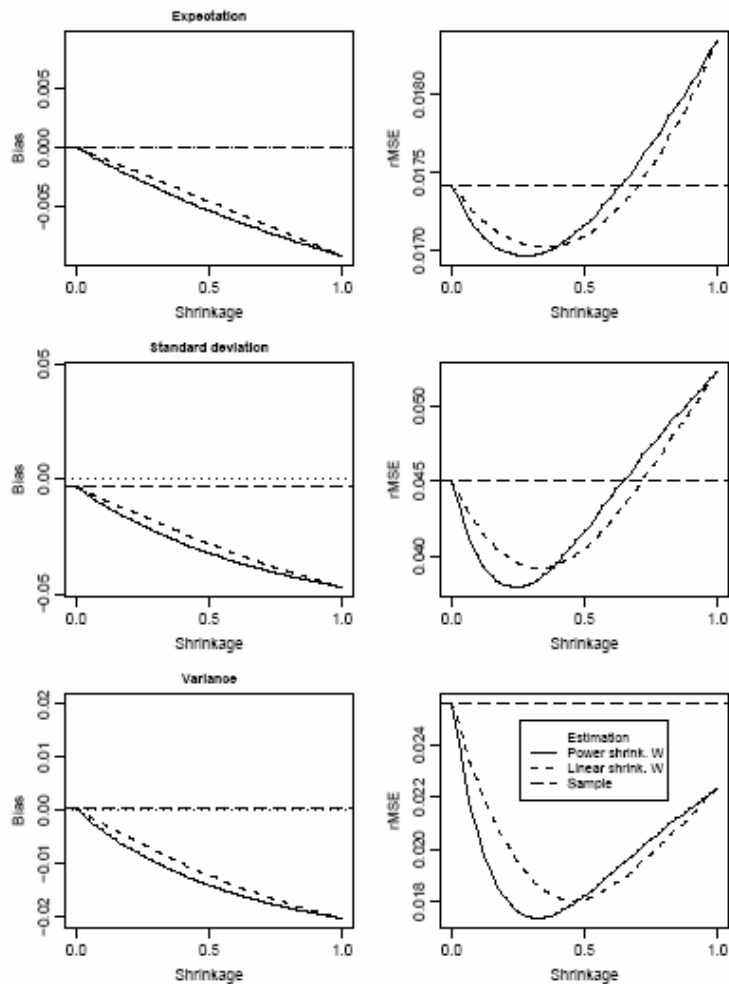 Expectation
Bias
0.005
0.000
−0.005
0.0
0.5
1.0
Shrinkage
rMSE
0.0180
0.0175
0.0170
0.0
0.5
1.0
Shrinkage
Standard deviation
Bias
0.05
0.00
−0.05
0.0
0.5
1.0
Shrinkage
rMSE
0.050
0.045
0.040
0.0
0.5
1.0
Shrinkage
Variance
Bias
0.02
0.01
0.00
−0.01
−0.02
0.0
0.5
1.0
Shrinkage
rMSE
0.024
0.022
0.020
0.018
Estimation
Power shrink. W
Linear shrink. W
Sample
0.0
0.5
1.0
Shrinkage